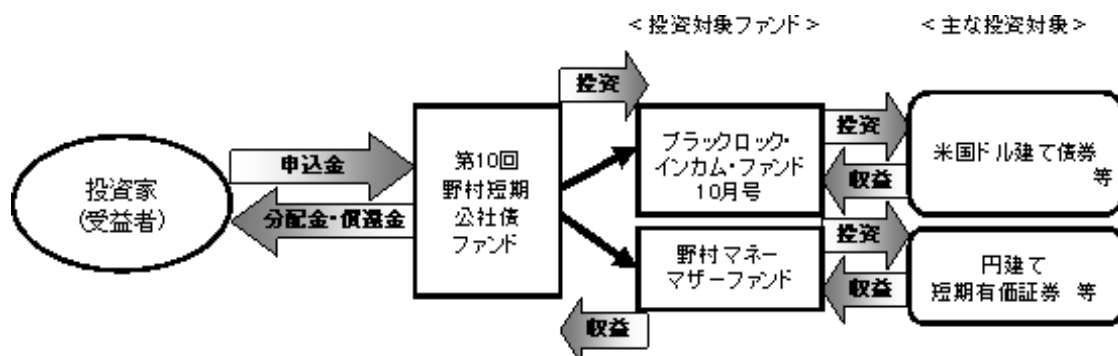 ＜投資対象ファンド＞
＜主な投資対象＞
投資
申込金
分配金・償還金
投資家
(受益者)
第10回
野村短期
公社債
ファンド
ブラックロック・
インカム・ファンド
10月号
投資
収益
米国ドル建て債券
等
野村マネー
マザーファンド
投資
収益
円建て
短期有価証券 等
収益